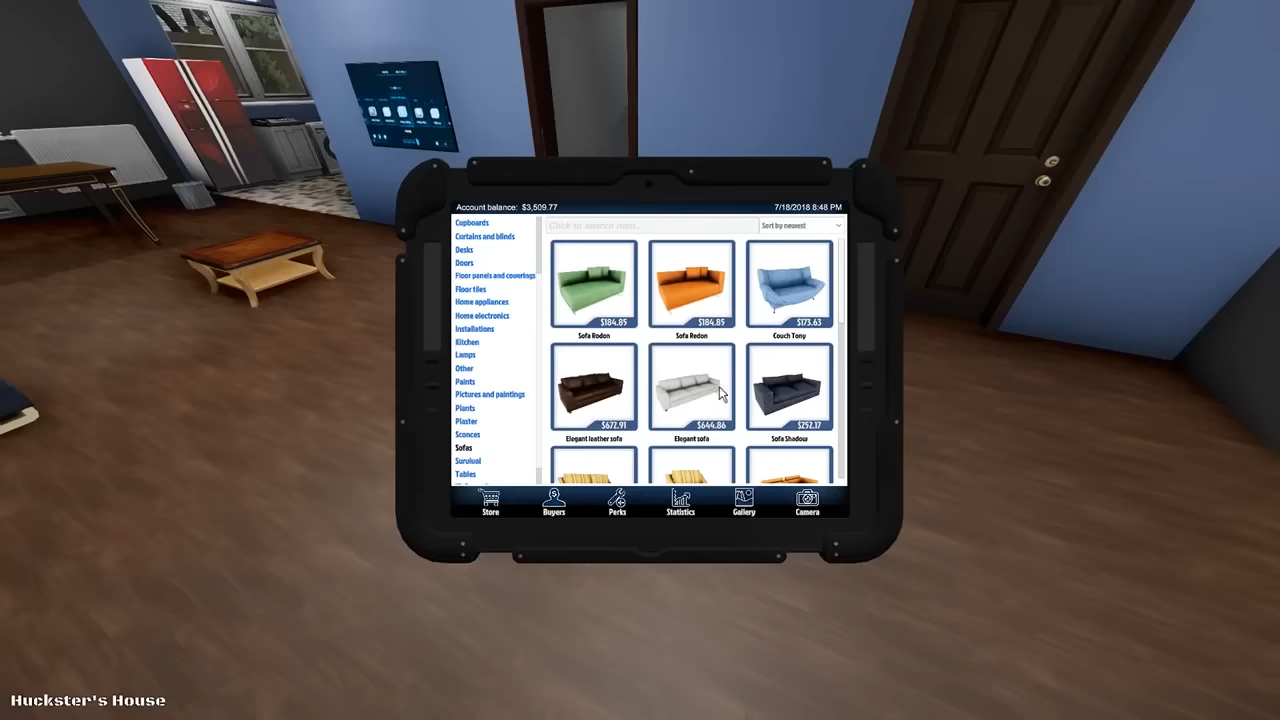 Account balance: $3,509.77
7/18/2018 8:48 PM
Cupboards
Curtains and blinds
Desks
Doors
Floor panels and coverings
Floor tiles
Home appliances
Home electronics
Installations
Kitchen
Lamps
Other
Paints
Pictures and paintings
Plants
Plaster
Sconces
Sofas
Survival
Tables
Click to search item...
Sort by newest
$184.85
$184.85
$173.63
Sofa Rodon
Sofa Redon
Couch Tony
$672.91
$644.86
$252.17
Elegant leather sofa
Elegant sofa
Sofa Shadow
Store
Buyers
Perks
Statistics
Gallery
Camera
Huckster's House